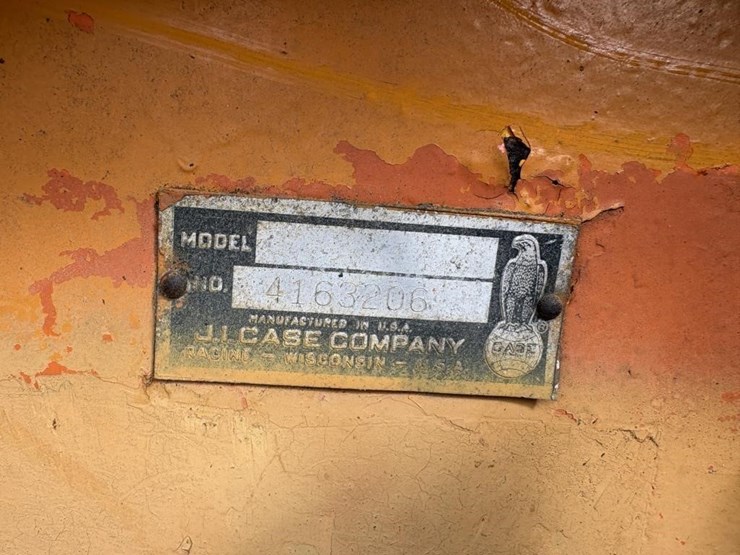 MODEL
NO. 4163206
MANUFACTURED IN U.S.A.
J.I. CASE COMPANY
RACINE - WISCONSIN - U.S.A.
CASE